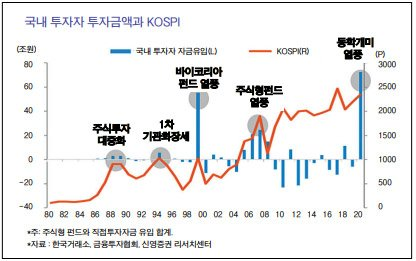 국내 투자자 투자금액과 KOSPI
(조원)
국내 투자자 자금유입(L)
KOSPI(R)
(P)
동학개미
열풍
바이코리아
펀드 열풍
주식형펀드
열풍
주식투자
대중화
1차
기관화장세
80
60
40
20
0
-20
-40
-60
3000
2500
2000
1500
1000
500
0
80 82 84 86 88 90 92 94 96 98 00 02 04 06 08 10 12 14 16 18 20
*주: 주식형 펀드와 직접투자자금 유입 합계.
*자료 : 한국거래소, 금융투자협회, 신영증권 리서치센터